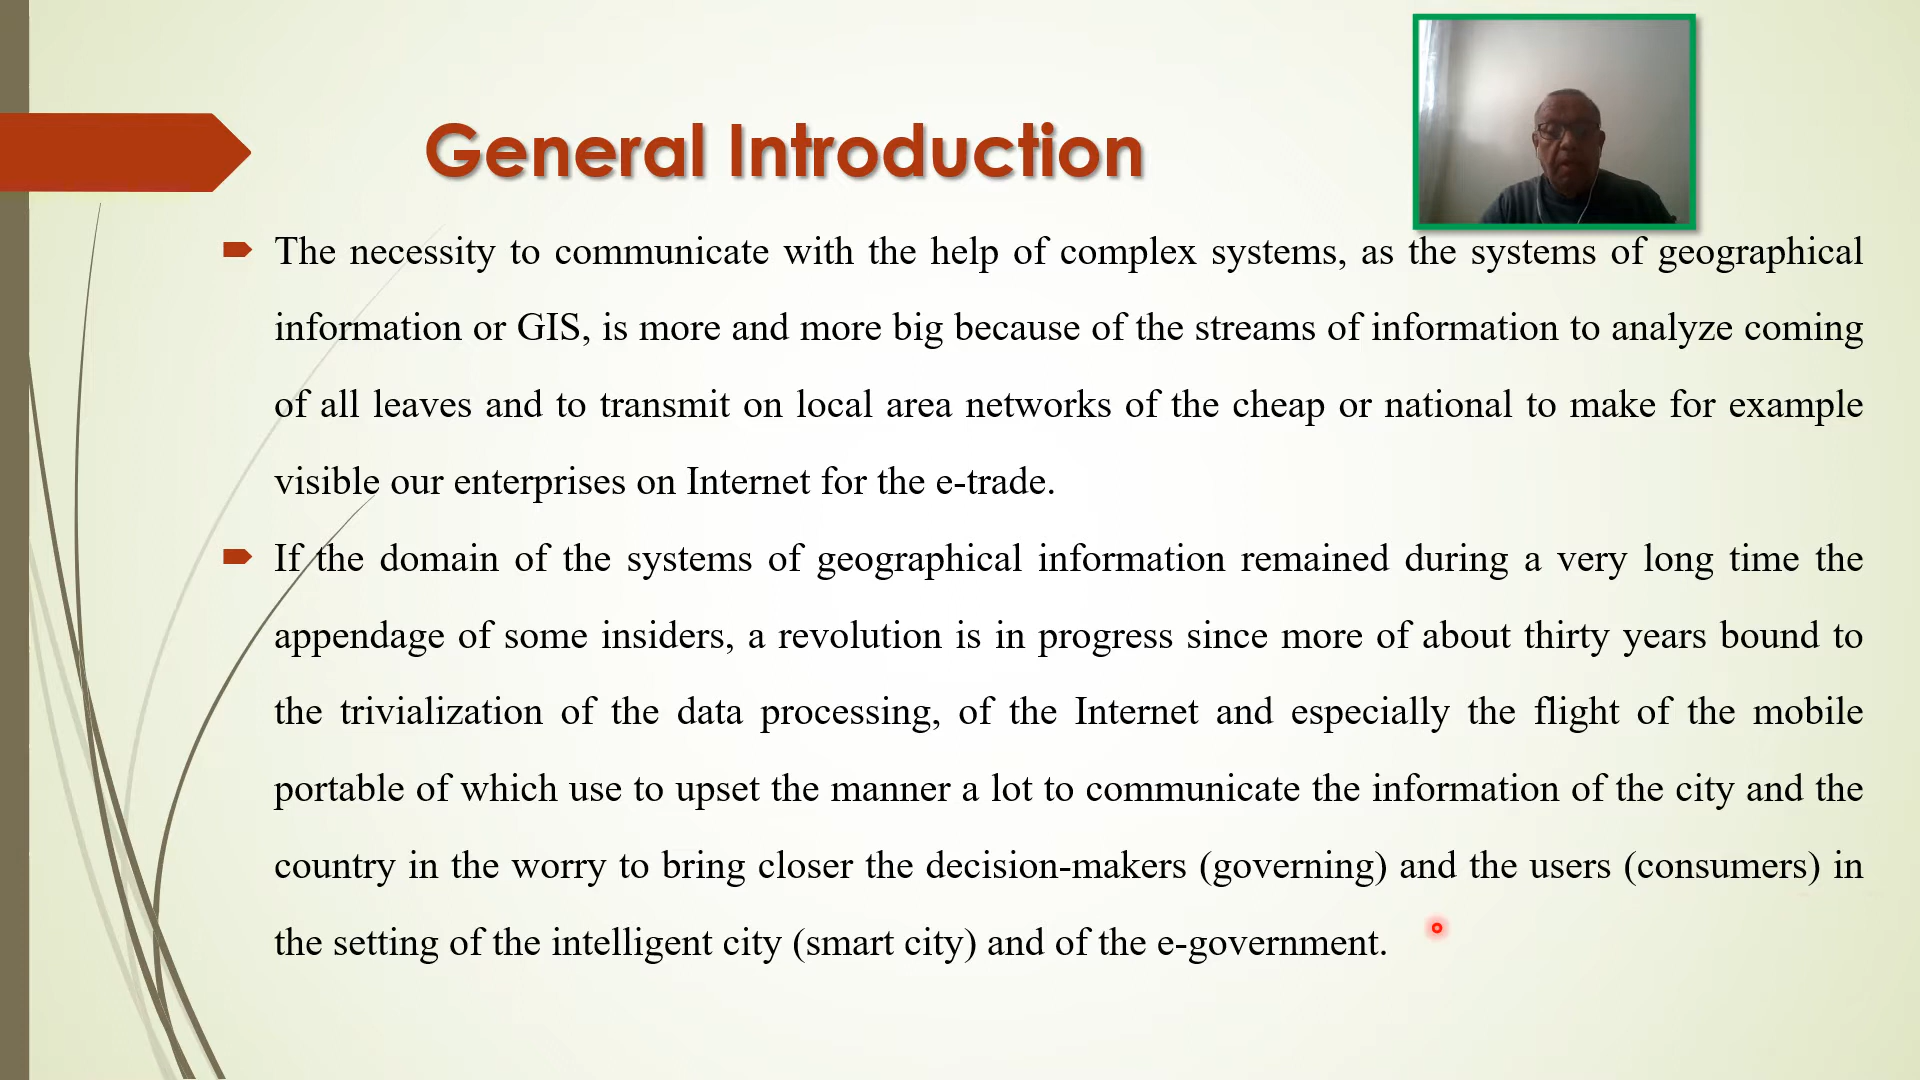 General Introduction
The necessity to communicate with the help of complex systems, as the systems of geographical
information or GIS, is more and more big because of the streams of information to analyze coming
of all leaves and to transmit on local area networks of the cheap or national to make for example
visible our enterprises on Internet for the e-trade.
If the domain of the systems of geographical information remained during a very long time the
appendage of some insiders, a revolution is in progress since more of about thirty years bound to
the trivialization of the data processing, of the Internet and especially the flight of the mobile
portable of which use to upset the manner a lot to communicate the information of the city and the
country in the worry to bring closer the decision-makers (governing) and the users (consumers) in
the setting of the intelligent city (smart city) and of the e-government.